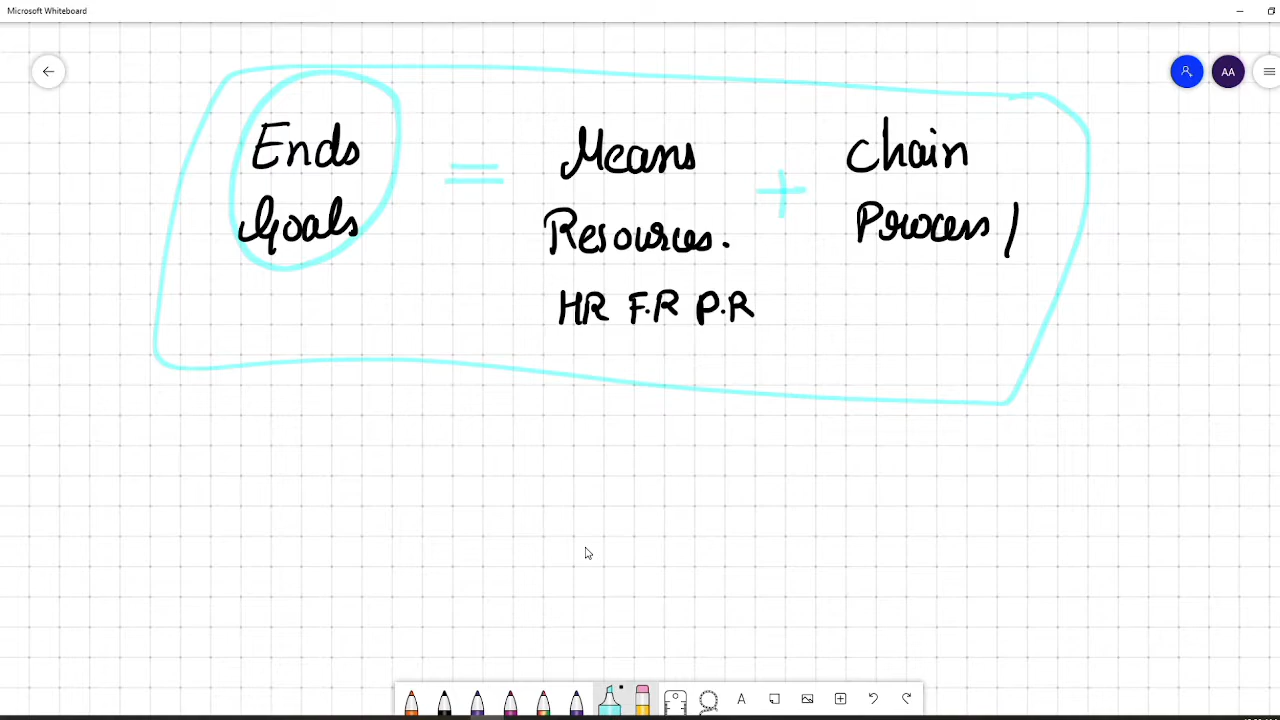 Microsoft Whiteboard
AA
Ends = Means + Chain
Goals Resources. Process /
HR F.R P.R
A